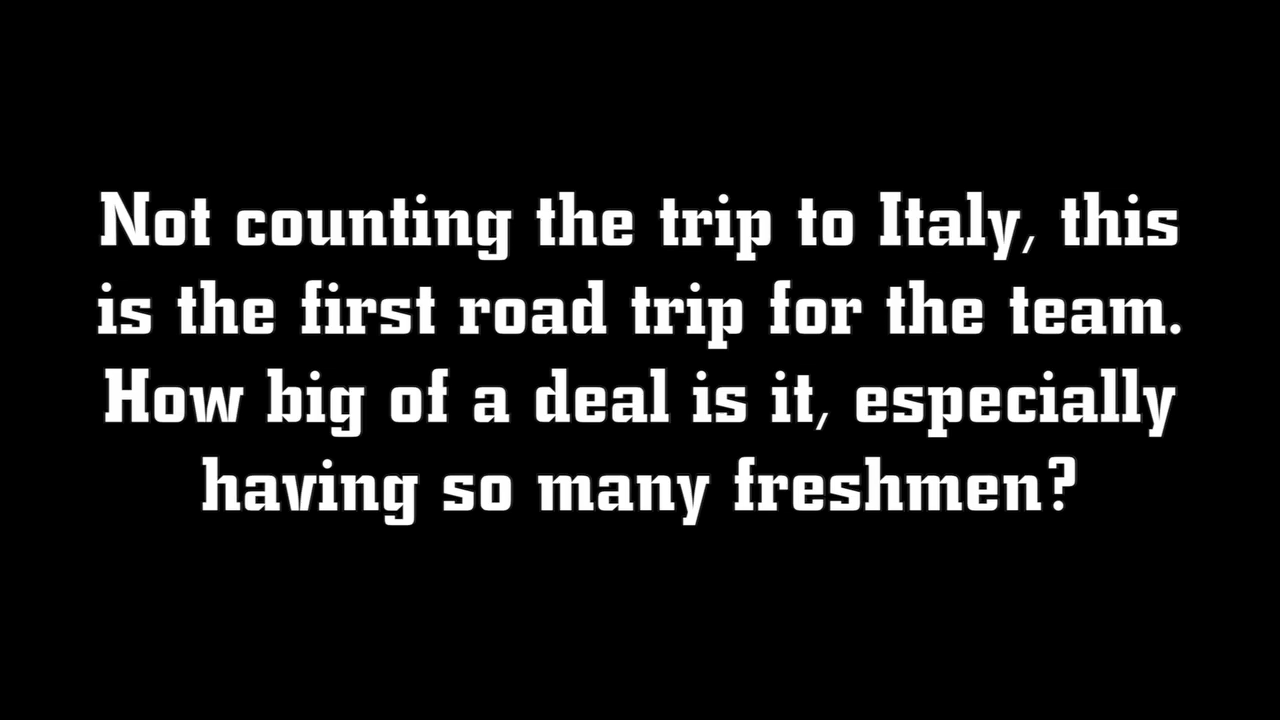 Not counting the trip to Italy, this
is the first road trip for the team.
How big of a deal is it, especially
having so many freshmen?